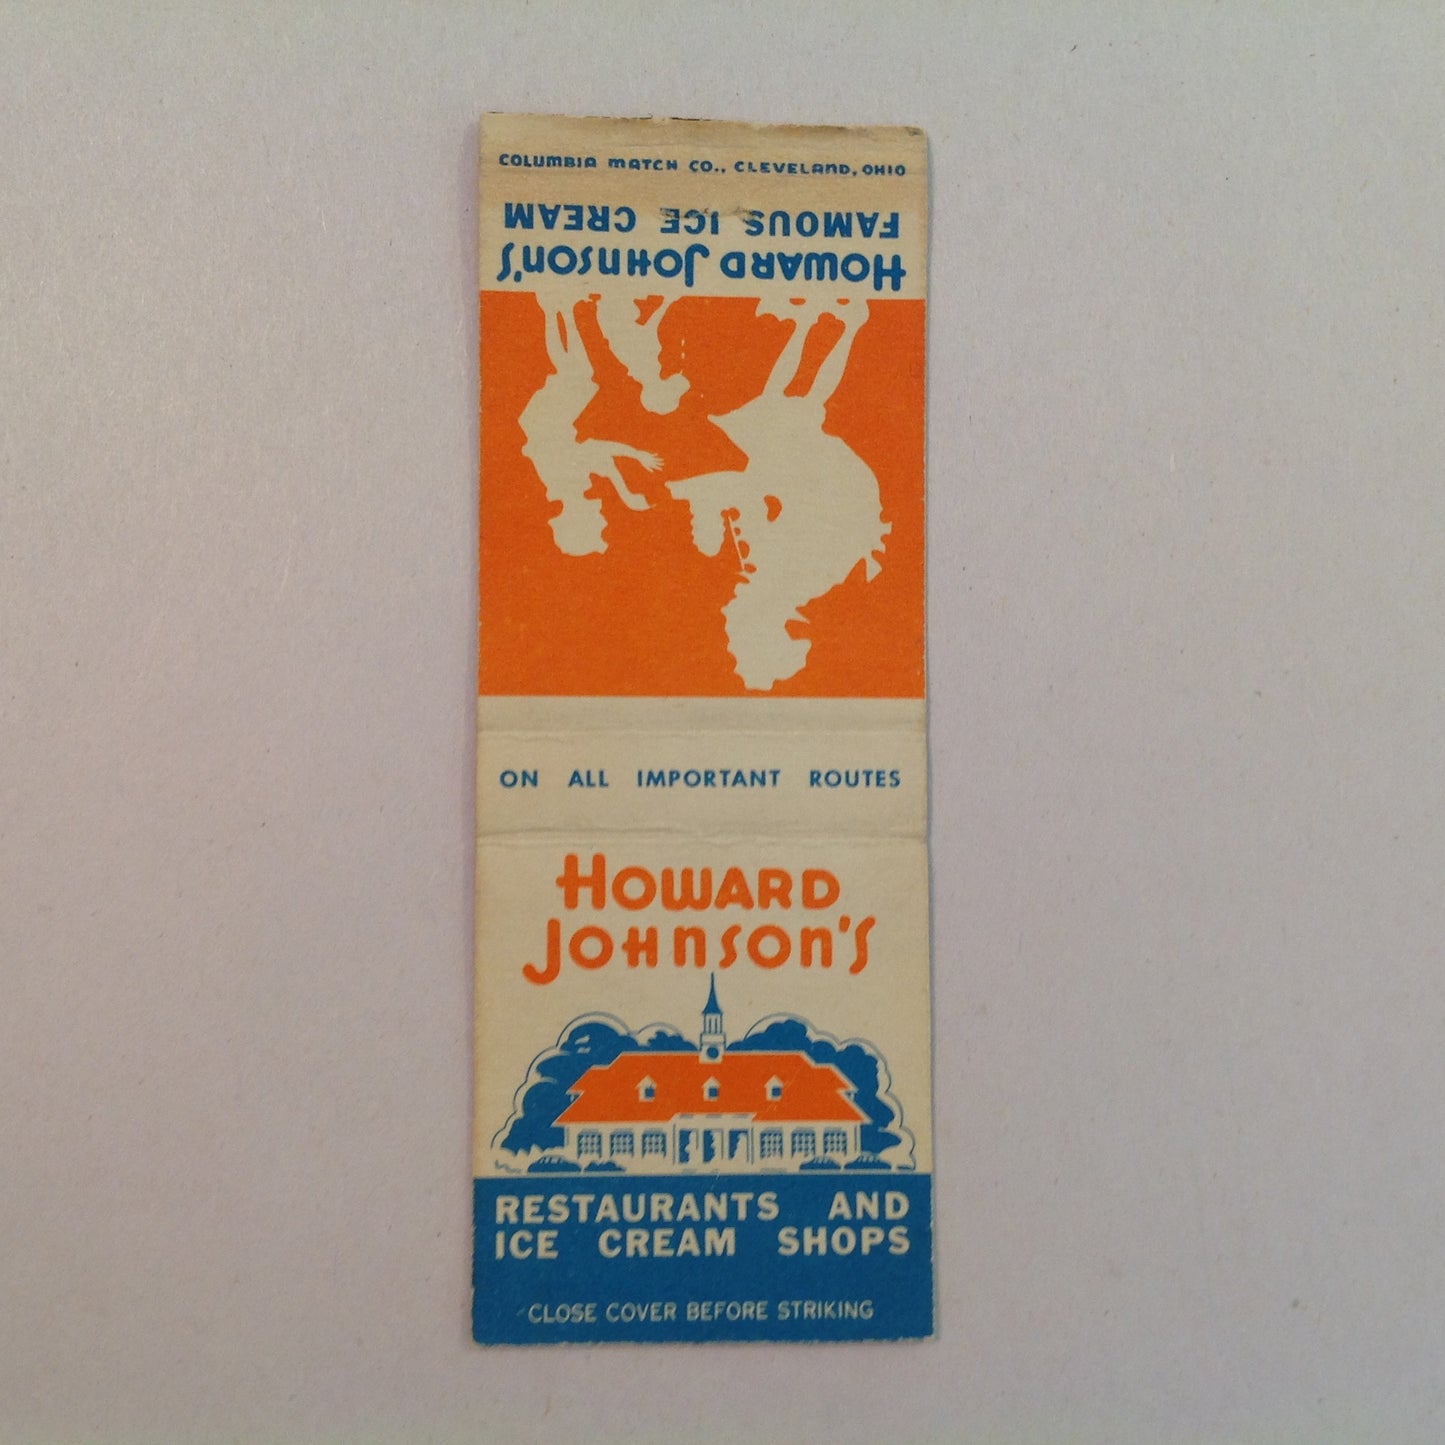 COLUMBIA MATCH CO., CLEVELAND, OHIO
HOWARD JOHNSON'S
FAMOUS ICE CREAM
ON ALL IMPORTANT ROUTES
HOWARD
JOHNSON'S
RESTAURANTS AND
ICE CREAM SHOPS
CLOSE COVER BEFORE STRIKING